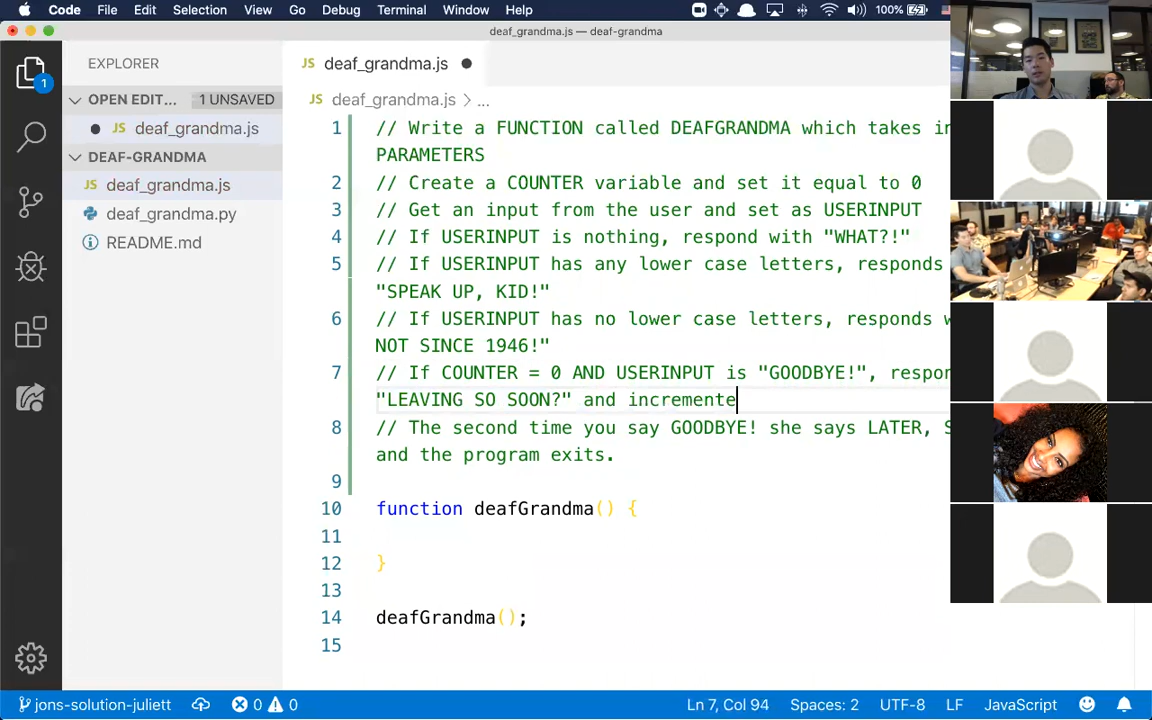 Code File Edit Selection View Go Debug Terminal Window Help 100%
deaf_grandma.js — deaf-grandma
EXPLORER
OPEN EDIT... 1 UNSAVED
JS deaf_grandma.js
DEAF-GRANDMA
JS deaf_grandma.js
deaf_grandma.py
README.md
1
JS deaf_grandma.js
JS deaf_grandma.js > ...
1 // Write a FUNCTION called DEAFGRANDMA which takes in
PARAMETERS
2 // Create a COUNTER variable and set it equal to 0
3 // Get an input from the user and set as USERINPUT
4 // If USERINPUT is nothing, respond with "WHAT?!"
5 // If USERINPUT has any lower case letters, responds
"SPEAK UP, KID!"
6 // If USERINPUT has no lower case letters, responds
NOT SINCE 1946!"
7 // If COUNTER = 0 AND USERINPUT is "GOODBYE!", respon
"LEAVING SO SOON?" and incremente
8 // The second time you say GOODBYE! she says LATER, S
and the program exits.
9
10 function deafGrandma() {
11
12 }
13
14 deafGrandma();
15
jons-solution-juliett 0 0 Ln 7, Col 94 Spaces: 2 UTF-8 LF JavaScript